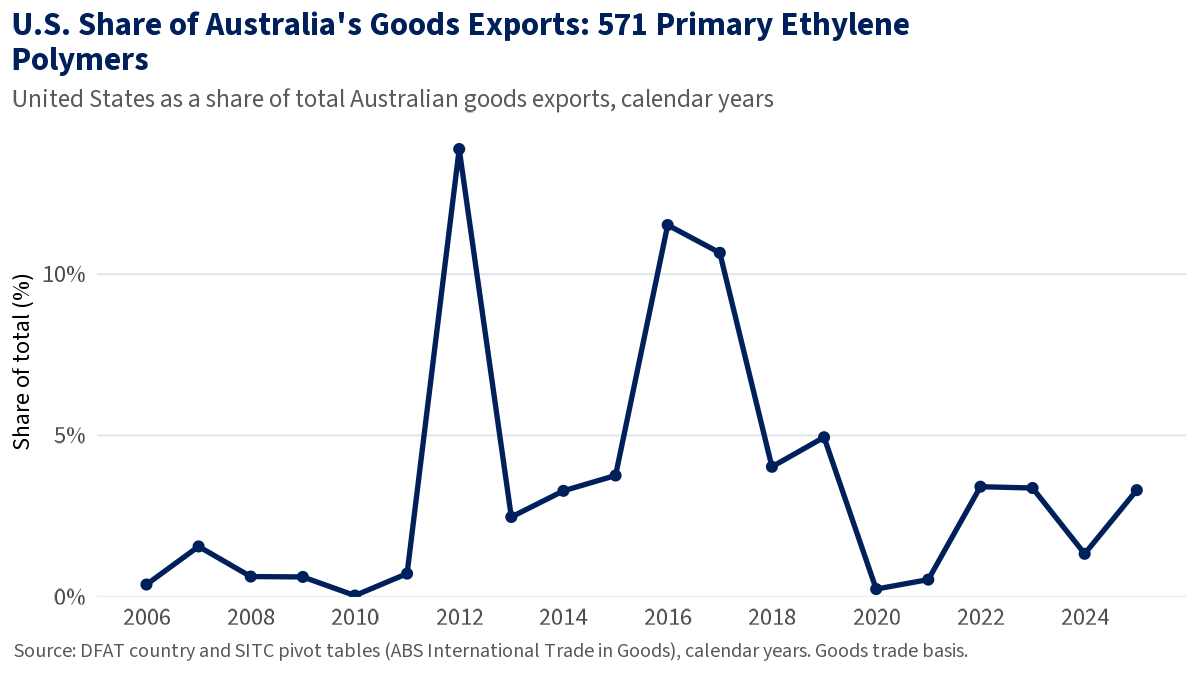 U.S. Share of Australia's Goods Exports: 571 Primary Ethylene
Polymers
United States as a share of total Australian goods exports, calendar years
Share of total (%)
10%
5%
0%
2006 2008 2010 2012 2014 2016 2018 2020 2022 2024
Source: DFAT country and SITC pivot tables (ABS International Trade in Goods), calendar years. Goods trade basis.